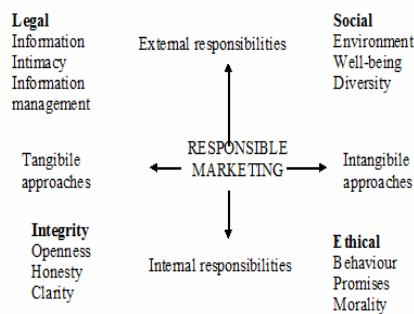 Legal
Information
Intimacy
Information
management
External responsibilities
Social
Environment
Well-being
Diversity
Tangibile
approaches
RESPONSIBLE
MARKETING
Intangible
approaches
Integrity
Openness
Honesty
Clarity
Internal responsibilities
Ethical
Behaviour
Promises
Morality